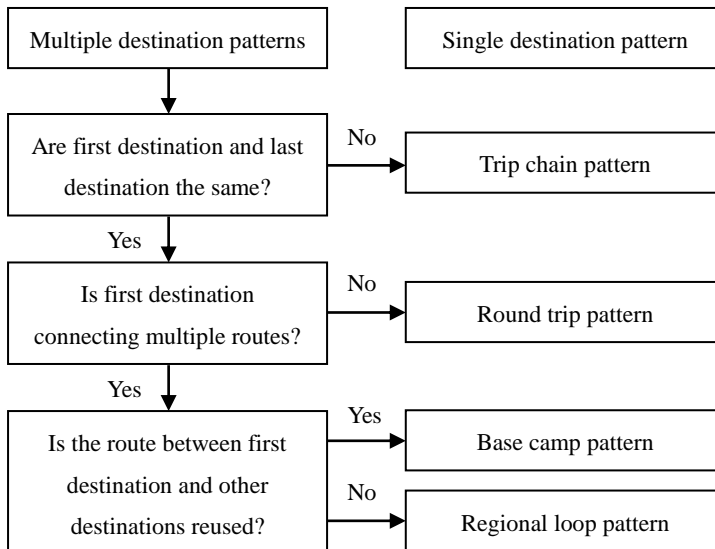 Multiple destination patterns
Single destination pattern
Are first destination and last
destination the same?
No
Trip chain pattern
Yes
Is first destination
connecting multiple routes?
No
Round trip pattern
Yes
Is the route between first
destination and other
destinations reused?
Yes
Base camp pattern
No
Regional loop pattern